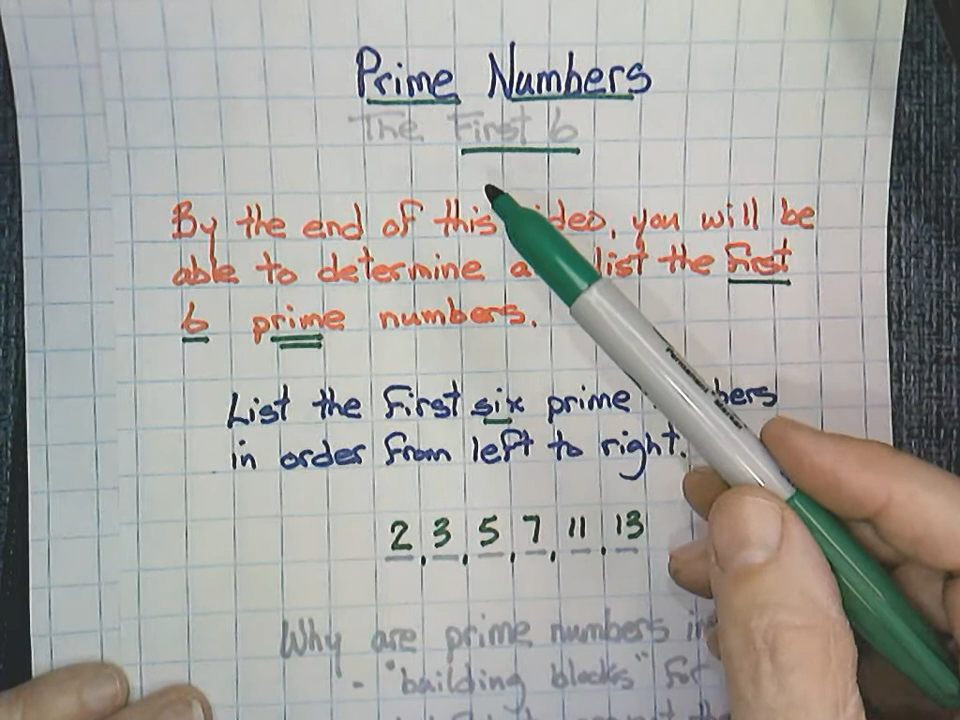 Prime Numbers
The First 6
By the end of this video, you will be
able to determine a list the first
6 prime numbers.
List the first six prime bers
in order from left to right.
2, 3, 5, 7, 11, 13
Why are prime numbers
- "building blocks" for